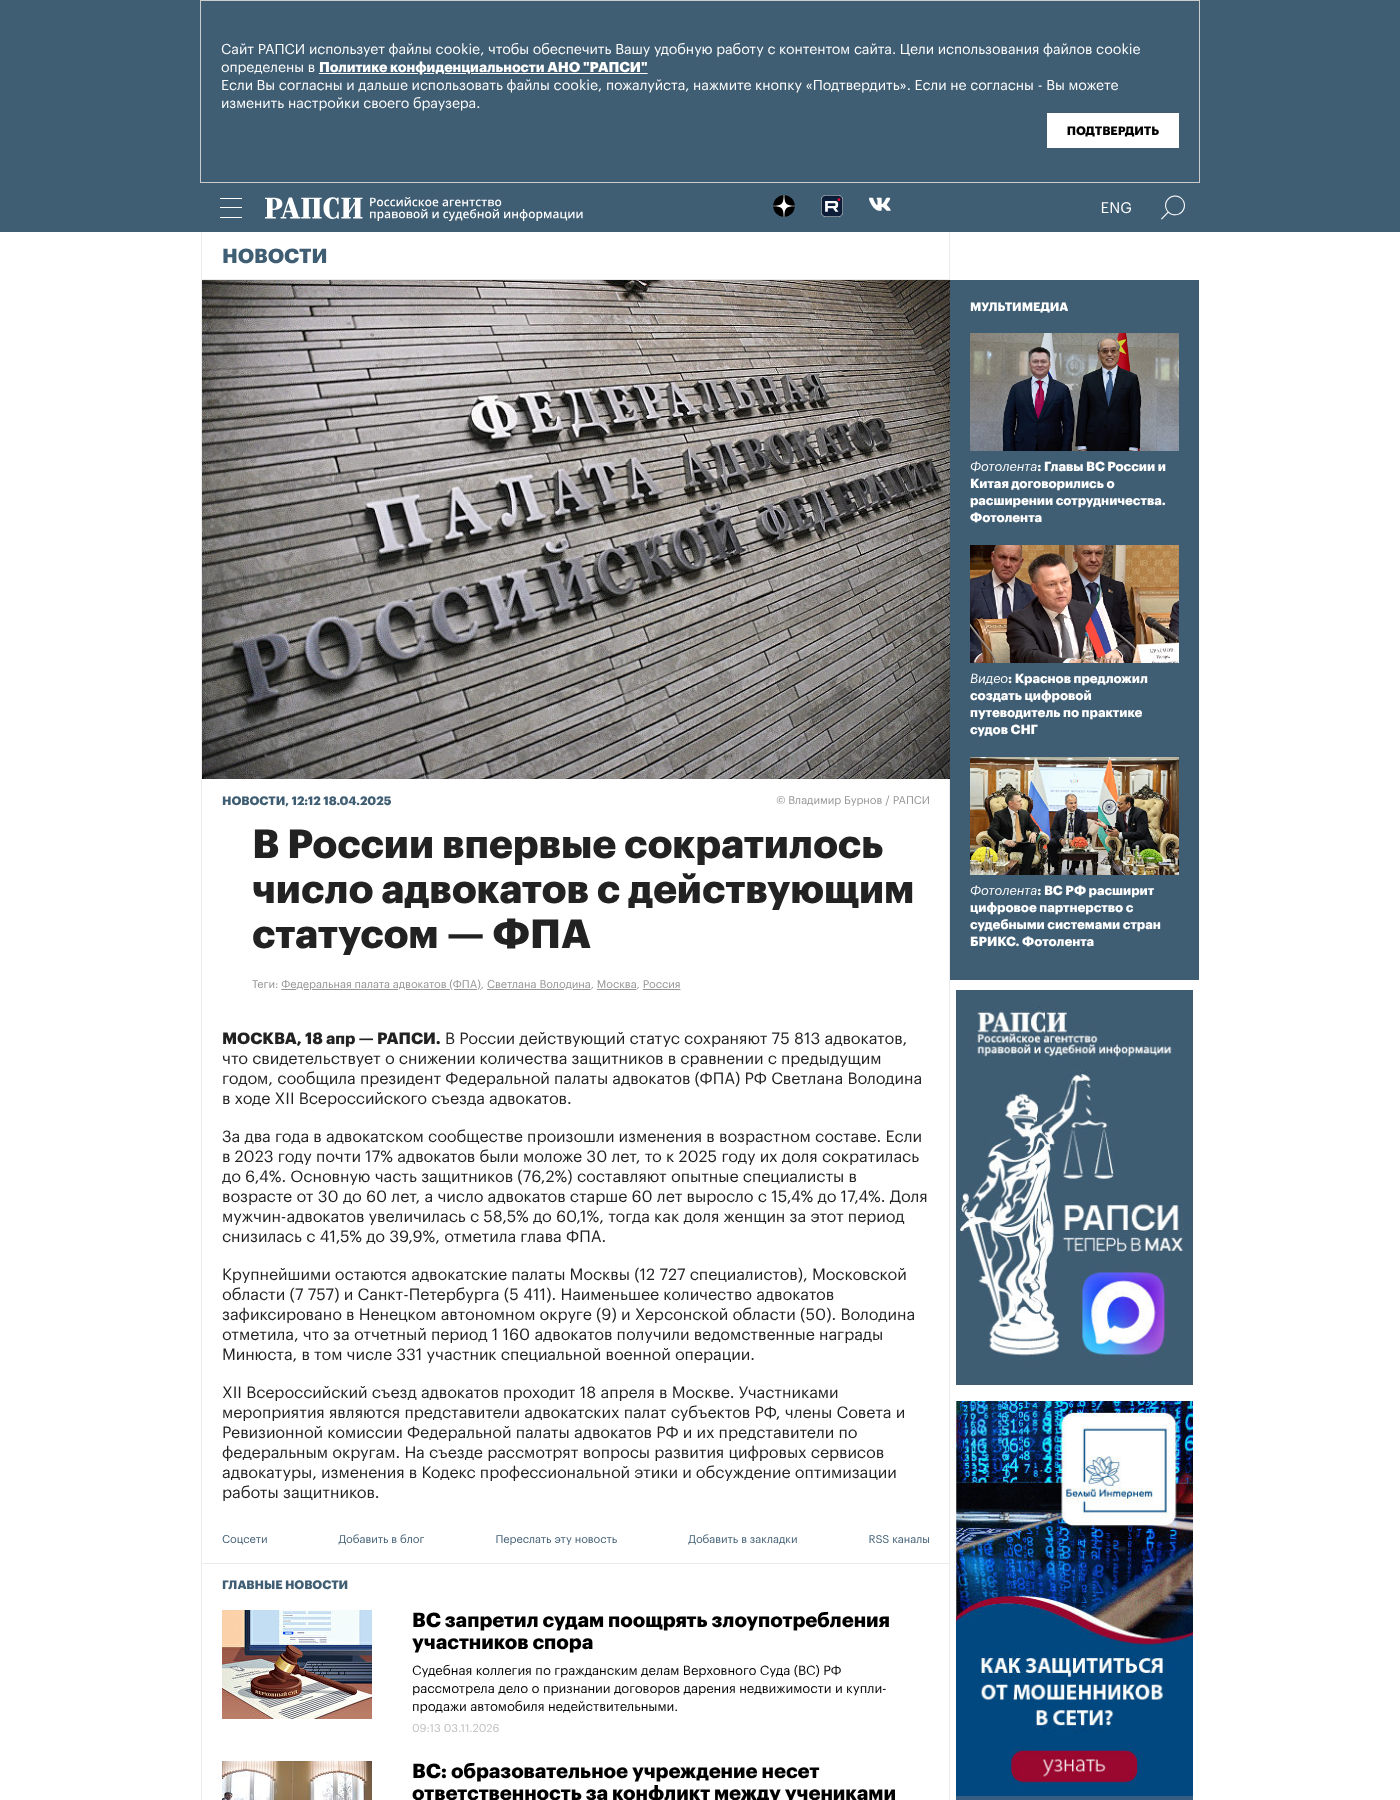 Сайт РАПСИ использует файлы cookie, чтобы обеспечить Вашу удобную работу с контентом сайта. Цели использования файлов cookie
определены в Политике конфиденциальности АНО "РАПСИ"
Если Вы согласны и дальше использовать файлы cookie, пожалуйста, нажмите кнопку «Подтвердить». Если не согласны - Вы можете
изменить настройки своего браузера.
ПОДТВЕРДИТЬ
РАПСИ Российское агентство
правовой и судебной информации
ENG
НОВОСТИ
ФЕДЕРАЛЬНАЯ
ПАЛАТА АДВОКАТОВ
РОССИЙСКОЙ ФЕДЕРАЦИИ
НОВОСТИ, 12:12 18.04.2025
© Владимир Бурнов / РАПСИ
В России впервые сократилось
число адвокатов с действующим
статусом — ФПА
Теги: Федеральная палата адвокатов (ФПА), Светлана Володина, Москва, Россия
МОСКВА, 18 апр — РАПСИ. В России действующий статус сохраняют 75 813 адвокатов,
что свидетельствует о снижении количества защитников в сравнении с предыдущим
годом, сообщила президент Федеральной палаты адвокатов (ФПА) РФ Светлана Володина
в ходе XII Всероссийского съезда адвокатов.
За два года в адвокатском сообществе произошли изменения в возрастном составе. Если
в 2023 году почти 17% адвокатов были моложе 30 лет, то к 2025 году их доля сократилась
до 6,4%. Основную часть защитников (76,2%) составляют опытные специалисты в
возрасте от 30 до 60 лет, а число адвокатов старше 60 лет выросло с 15,4% до 17,4%. Доля
мужчин-адвокатов увеличилась с 58,5% до 60,1%, тогда как доля женщин за этот период
снизилась с 41,5% до 39,9%, отметила глава ФПА.
Крупнейшими остаются адвокатские палаты Москвы (12 727 специалистов), Московской
области (7 757) и Санкт-Петербурга (5 411). Наименьшее количество адвокатов
зафиксировано в Ненецком автономном округе (9) и Херсонской области (50). Володина
отметила, что за отчетный период 1 160 адвокатов получили ведомственные награды
Минюста, в том числе 331 участник специальной военной операции.
XII Всероссийский съезд адвокатов проходит 18 апреля в Москве. Участниками
мероприятия являются представители адвокатских палат субъектов РФ, члены Совета и
Ревизионной комиссии Федеральной палаты адвокатов РФ и их представители по
федеральным округам. На съезде рассмотрят вопросы развития цифровых сервисов
адвокатуры, изменения в Кодекс профессиональной этики и обсуждение оптимизации
работы защитников.
Соцсети Добавить в блог Переслать эту новость Добавить в закладки RSS каналы
ГЛАВНЫЕ НОВОСТИ
ВЕРХОВНЫЙ СУД
ВС запретил судам поощрять злоупотребления
участников спора
Судебная коллегия по гражданским делам Верховного Суда (ВС) РФ
рассмотрела дело о признании договоров дарения недвижимости и купли-
продажи автомобиля недействительными.
09:13 03.11.2026
ВС: образовательное учреждение несет
ответственность за конфликт между учениками
МУЛЬТИМЕДИА
Фотолента: Главы ВС России и
Китая договорились о
расширении сотрудничества.
Фотолента
Видео: Краснов предложил
создать цифровой
путеводитель по практике
судов СНГ
Фотолента: ВС РФ расширит
цифровое партнерство с
судебными системами стран
БРИКС. Фотолента
РАПСИ
Российское агентство
правовой и судебной информации
РАПСИ
ТЕПЕРЬ В MAX
Белый Интернет
КАК ЗАЩИТИТЬСЯ
ОТ МОШЕННИКОВ
В СЕТИ?
узнать